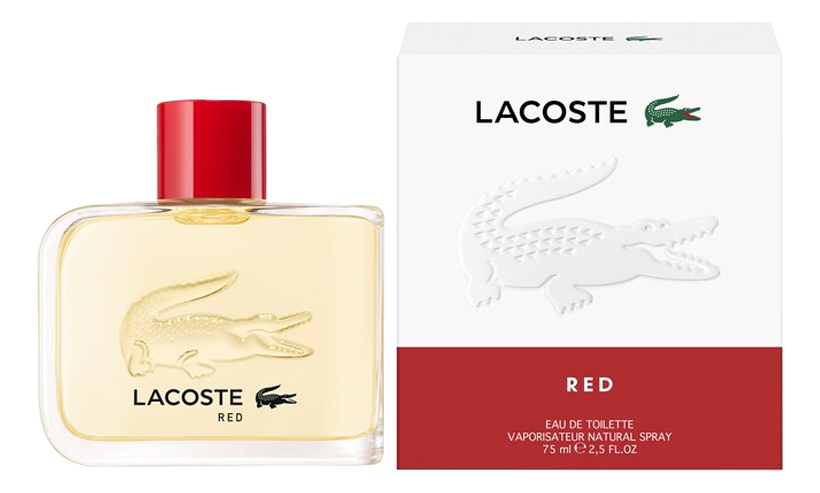 LACOSTE
LACOSTE
RED
EAU DE TOILETTE
VAPORISATEUR NATURAL SPRAY
75 ml ℮ 2,5 FL.OZ
LACOSTE
RED